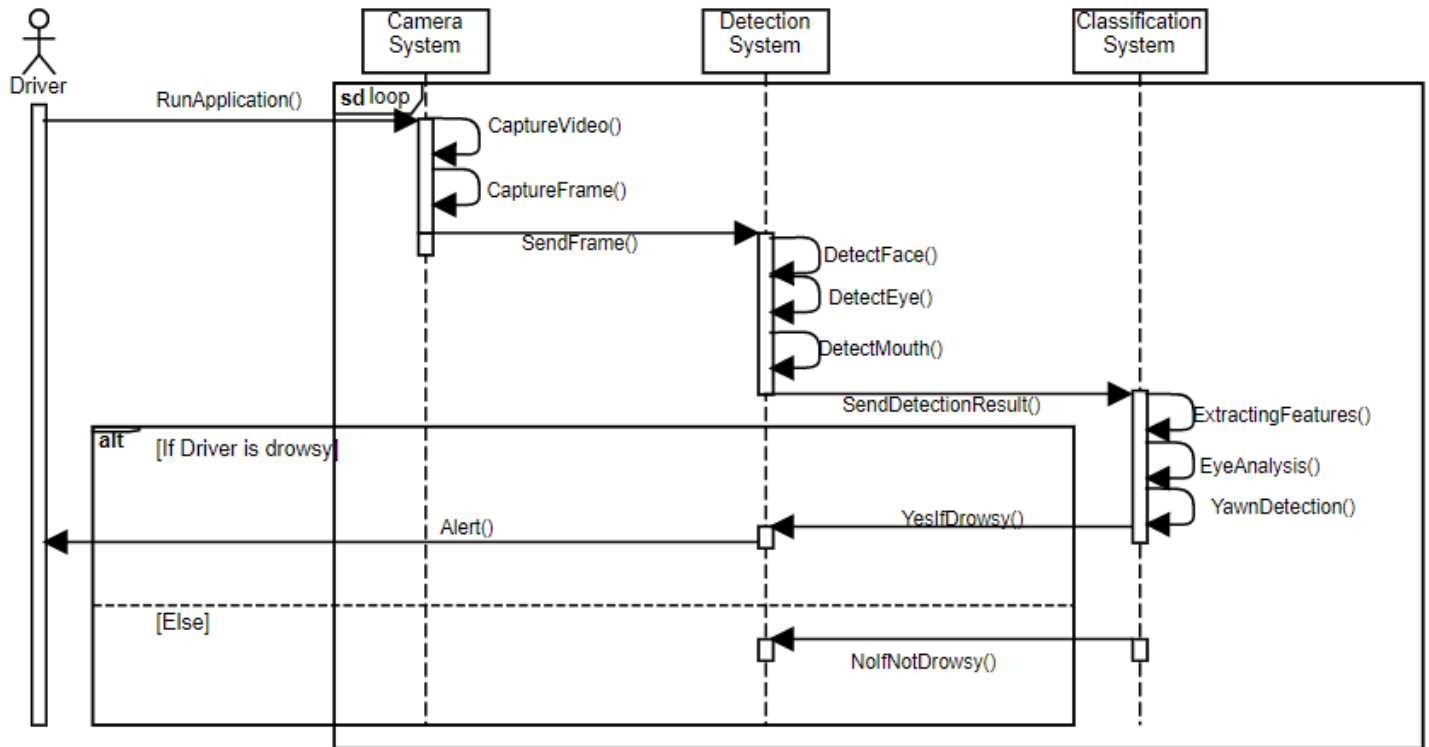 Camera
System
Detection
System
Classification
System
Driver
RunApplication()
sd loop
CaptureVideo()
CaptureFrame()
SendFrame()
DetectFace()
DetectEye()
DetectMouth()
SendDetectionResult()
ExtractingFeatures()
alt
[If Driver is drowsy]
EyeAnalysis()
YawnDetection()
YesIfDrowsy()
Alert()
[Else]
NoIfNotDrowsy()